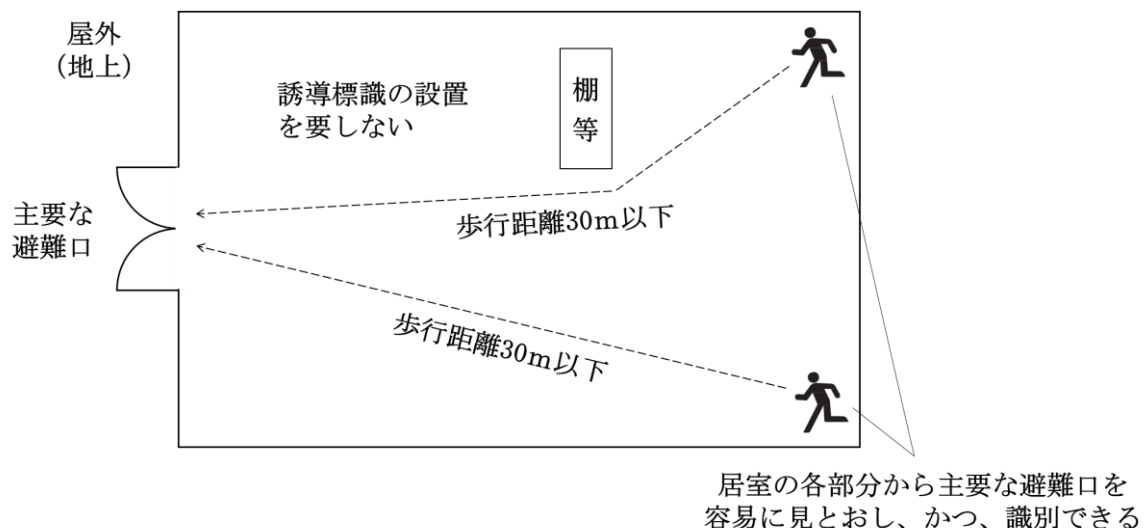 屋外
（地上）
誘導標識の設置
を要しない
棚
等
主要な
避難口
歩行距離30m以下
歩行距離30m以下
居室の各部分から主要な避難口を
容易に見とおし、かつ、識別できる